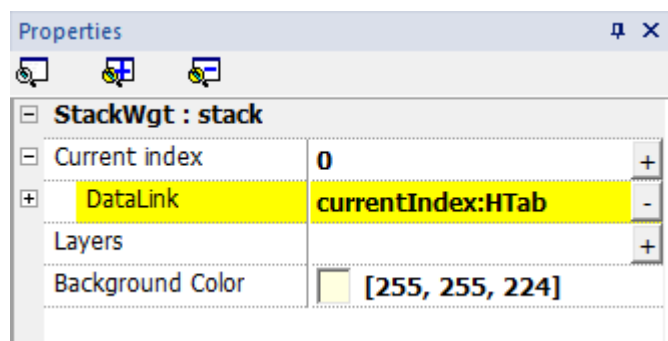 Properties
StackWgt : stack
Current index 0 +
DataLink currentIndex:HTab -
Layers +
Background Color [255, 255, 224]